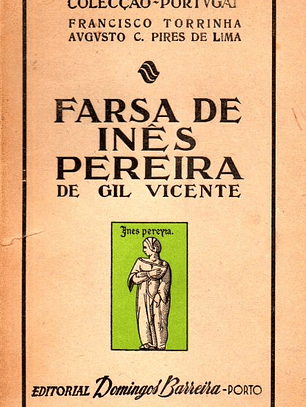 COLECÇÃO-PORTVGAL
FRANCISCO TORRINHA
AVGVSTO C. PIRES DE LIMA
FARSA DE
INÊS
PEREIRA
DE GIL VICENTE
Ines pereyra.
EDITORIAL Domingos Barreira-PORTO